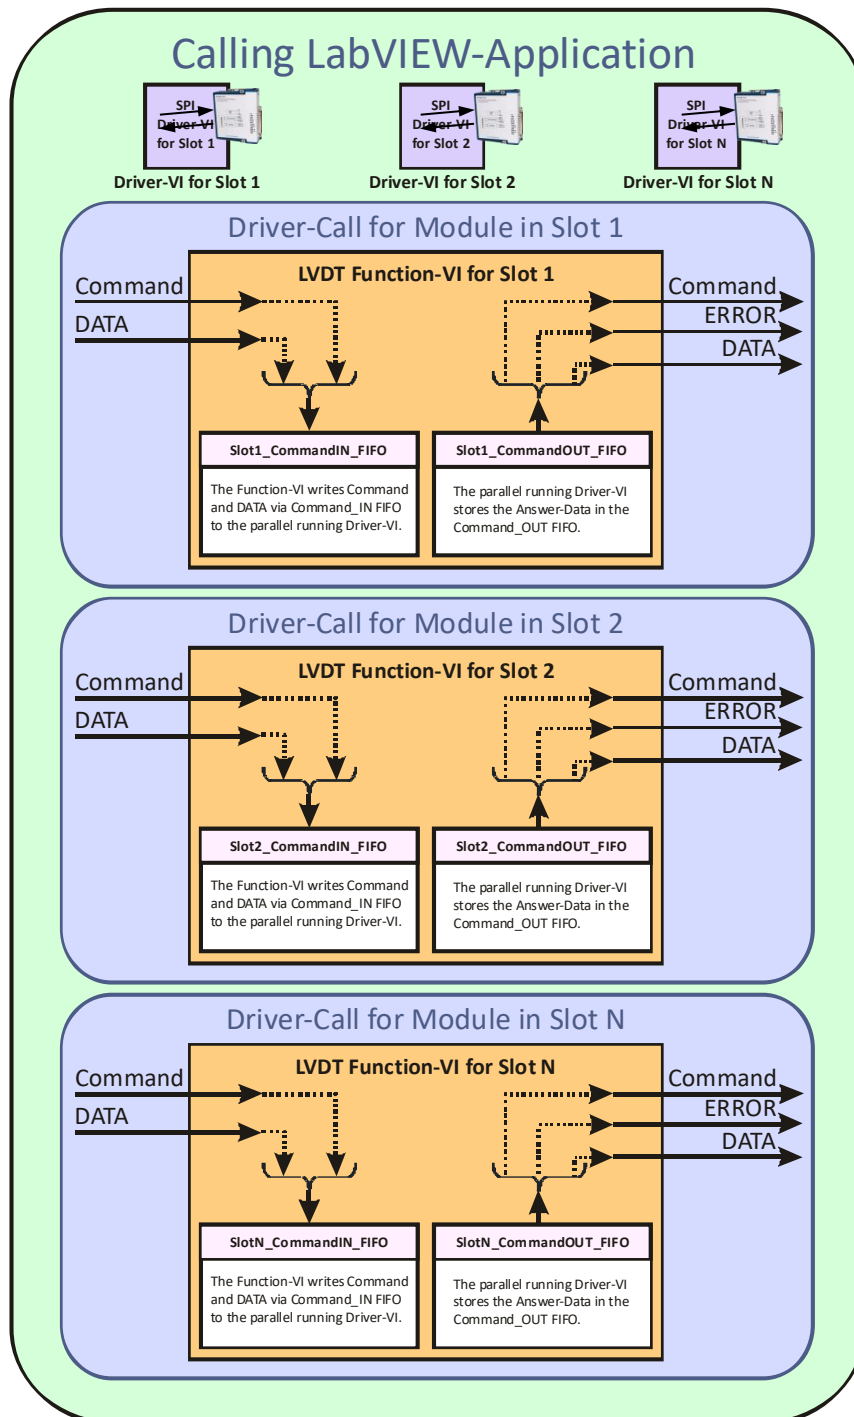 Calling LabVIEW-Application
SPI
Driver-VI
for Slot 1
SPI
Driver-VI
for Slot 2
SPI
Driver-VI
for Slot N
Driver-VI for Slot 1
Driver-VI for Slot 2
Driver-VI for Slot N
Driver-Call for Module in Slot 1
LVDT Function-VI for Slot 1
Command
DATA
Command
ERROR
DATA
Slot1_CommandIN_FIFO
The Function-VI writes Command
and DATA via Command_IN FIFO
to the parallel running Driver-VI.
Slot1_CommandOUT_FIFO
The parallel running Driver-VI
stores the Answer-Data in the
Command_OUT FIFO.
Driver-Call for Module in Slot 2
LVDT Function-VI for Slot 2
Command
DATA
Command
ERROR
DATA
Slot2_CommandIN_FIFO
The Function-VI writes Command
and DATA via Command_IN FIFO
to the parallel running Driver-VI.
Slot2_CommandOUT_FIFO
The parallel running Driver-VI
stores the Answer-Data in the
Command_OUT FIFO.
Driver-Call for Module in Slot N
LVDT Function-VI for Slot N
Command
DATA
Command
ERROR
DATA
SlotN_CommandIN_FIFO
The Function-VI writes Command
and DATA via Command_IN FIFO
to the parallel running Driver-VI.
SlotN_CommandOUT_FIFO
The parallel running Driver-VI
stores the Answer-Data in the
Command_OUT FIFO.